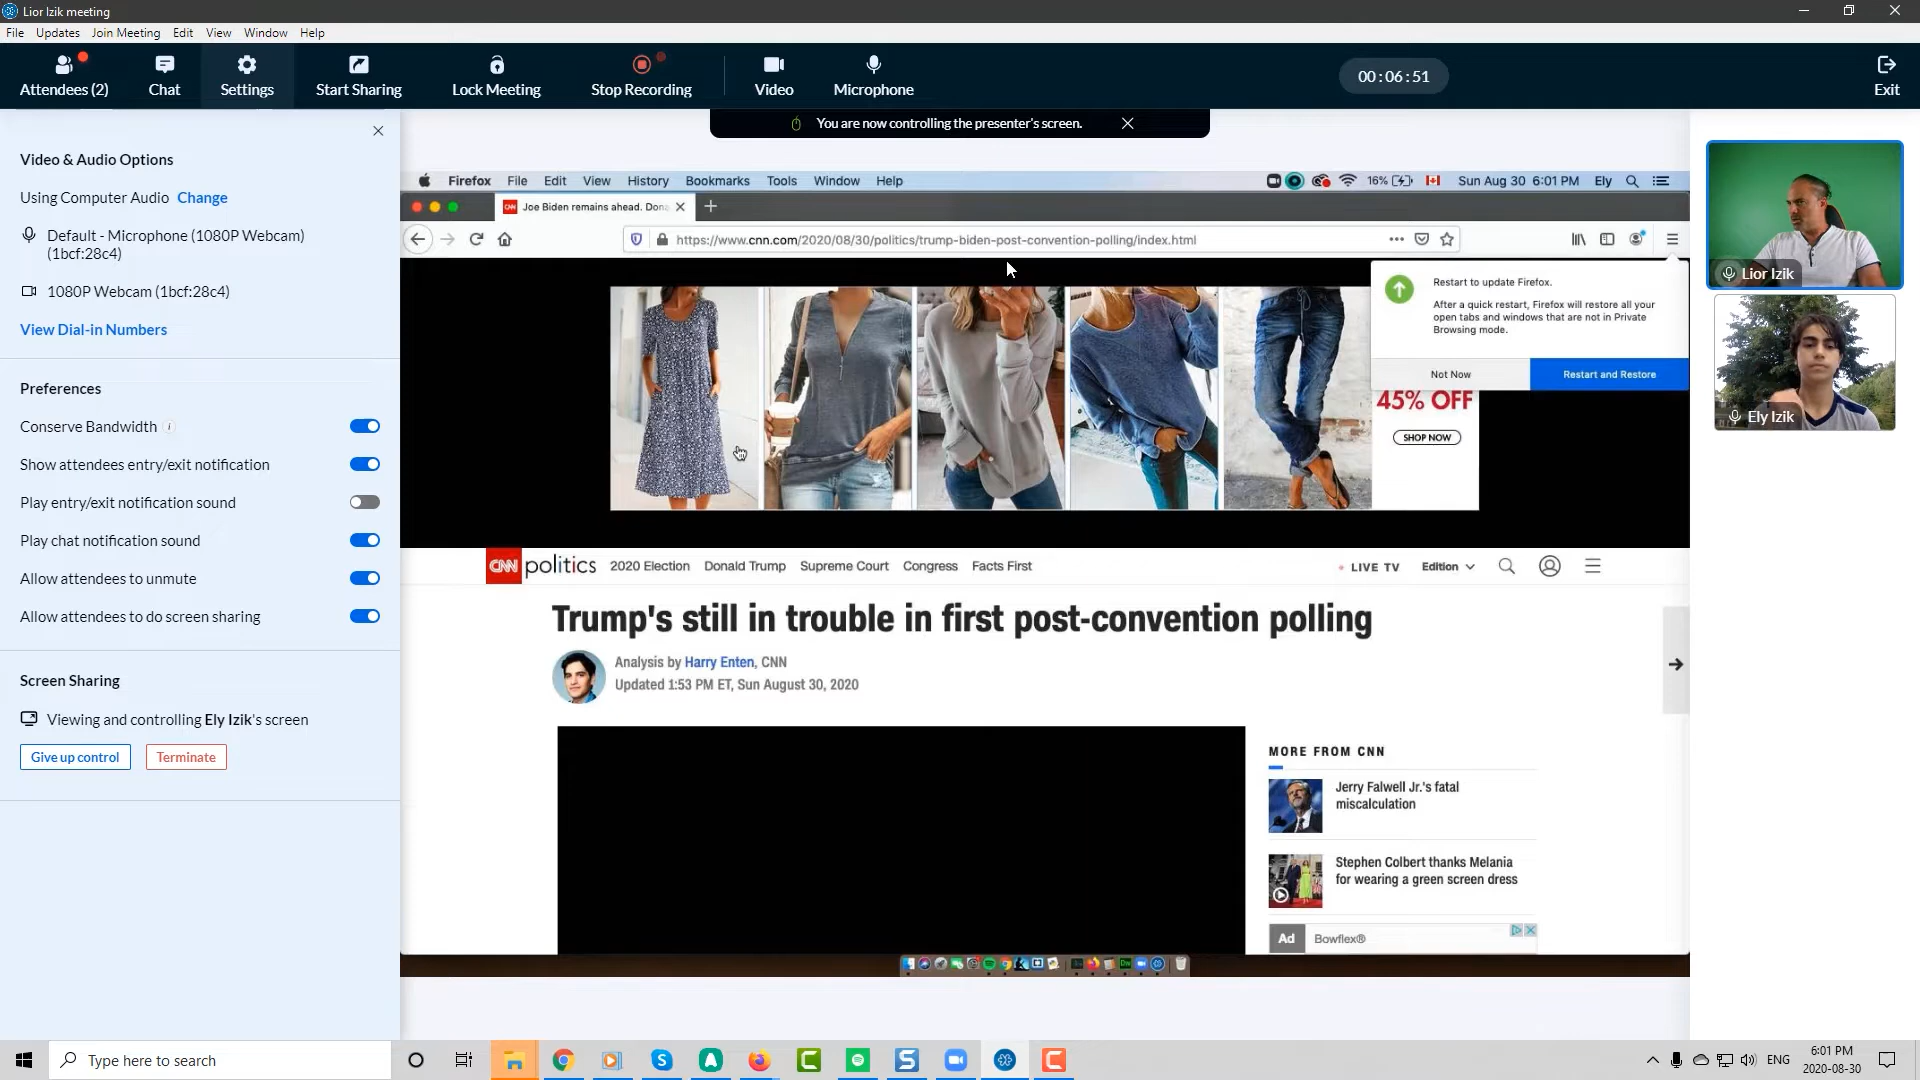 Lior Izik meeting
File Updates Join Meeting Edit View Window Help
Attendees (2) Chat Settings Start Sharing Lock Meeting Stop Recording Video Microphone 00:06:51 Exit
You are now controlling the presenter's screen.
Video & Audio Options
Using Computer Audio Change
Default - Microphone (1080P Webcam)
(1bcf:28c4)
1080P Webcam (1bcf:28c4)
View Dial-in Numbers
Preferences
Conserve Bandwidth i
Show attendees entry/exit notification
Play entry/exit notification sound
Play chat notification sound
Allow attendees to unmute
Allow attendees to do screen sharing
Screen Sharing
Viewing and controlling Ely Izik's screen
Give up control Terminate
Firefox File Edit View History Bookmarks Tools Window Help 16% Sun Aug 30 6:01 PM Ely
CNN Joe Biden remains ahead. Dona
https://www.cnn.com/2020/08/30/politics/trump-biden-post-convention-polling/index.html
Restart to update Firefox.
After a quick restart, Firefox will restore all your
open tabs and windows that are not in Private
Browsing mode.
Not Now Restart and Restore
45% OFF
SHOP NOW
CNN politics 2020 Election Donald Trump Supreme Court Congress Facts First LIVE TV Edition
Trump's still in trouble in first post-convention polling
Analysis by Harry Enten, CNN
Updated 1:53 PM ET, Sun August 30, 2020
MORE FROM CNN
Jerry Falwell Jr.'s fatal
miscalculation
Stephen Colbert thanks Melania
for wearing a green screen dress
Ad Bowflex®
Lior Izik
Ely Izik
Type here to search
ENG
6:01 PM
2020-08-30